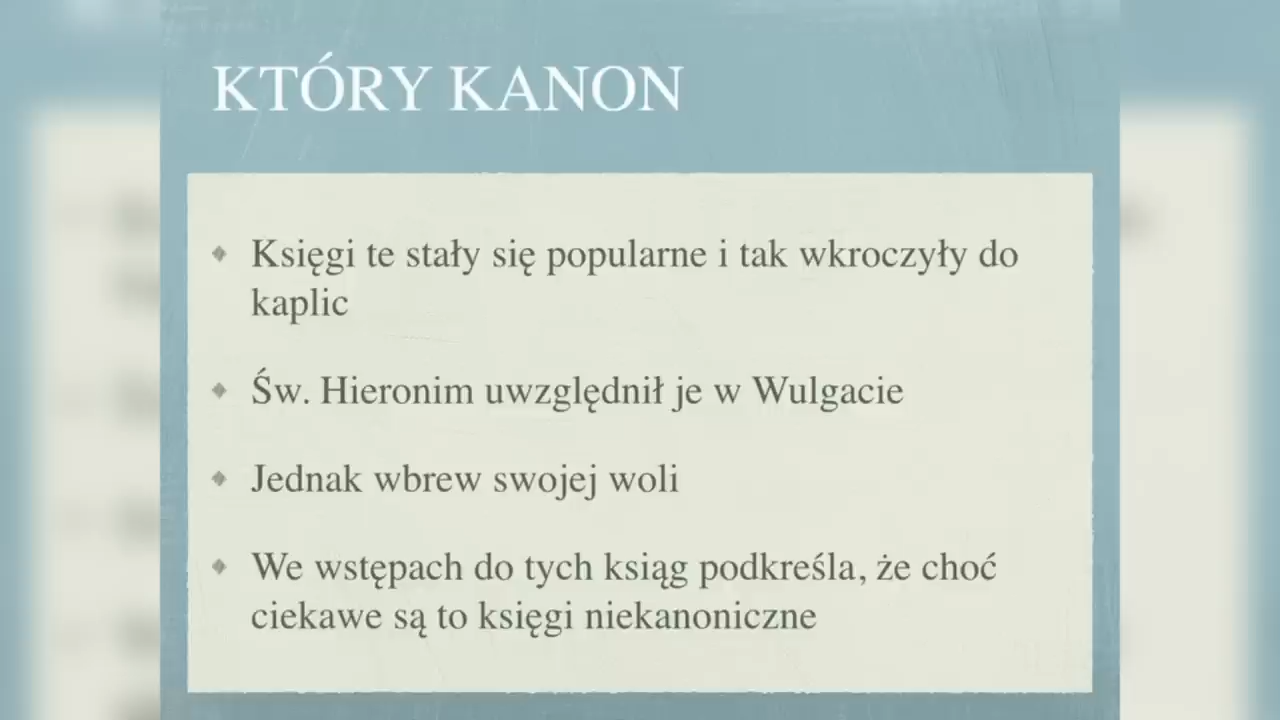 KTÓRY KANON
Księgi te stały się popularne i tak wkroczyły do
kaplic
Św. Hieronim uwzględnił je w Wulgacie
Jednak wbrew swojej woli
We wstępach do tych ksiąg podkreśla, że choć
ciekawe są to księgi niekanoniczne